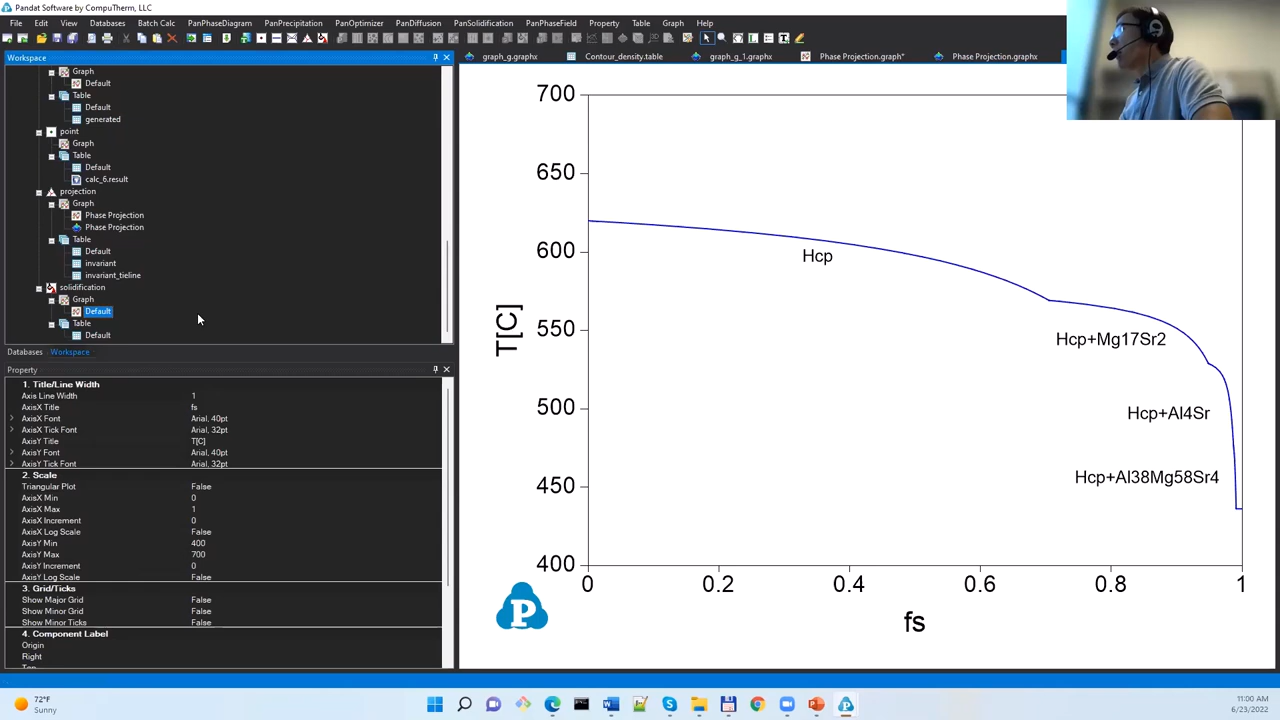 Pandat Software by CompuTherm, LLC
File Edit View Databases Batch Calc PanPhaseDiagram PanPrecipitation PanOptimizer PanDiffusion PanSolidification PanPhaseField Property Table Graph Help
Workspace
graph_g.graphx Contour_density.table graph_g_1.graphx Phase Projection.graph* Phase Projection.graphx
Graph
Default
Table
Default
generated
point
Graph
Table
Default
calc_6.result
projection
Graph
Phase Projection
Phase Projection
Table
Default
invariant
invariant_tieline
solidification
Graph
Default
Table
Default
Databases Workspace
Property
1. Title/Line Width
Axis Line Width 1
AxisX Title fs
AxisX Font Arial, 40pt
AxisX Tick Font Arial, 32pt
AxisY Title T[C]
AxisY Font Arial, 40pt
AxisY Tick Font Arial, 32pt
2. Scale
Triangular Plot False
AxisX Min 0
AxisX Max 1
AxisX Increment 0
AxisX Log Scale False
AxisY Min 400
AxisY Max 700
AxisY Increment 0
AxisY Log Scale False
3. Grid/Ticks
Show Major Grid False
Show Minor Grid False
Show Minor Ticks False
4. Component Label
Origin
Right
700
650
600
550
500
450
400
T[C]
Hcp
Hcp+Mg17Sr2
Hcp+Al4Sr
Hcp+Al38Mg58Sr4
0 0.2 0.4 0.6 0.8 1
fs
P
72°F
Sunny
11:00 AM
6/23/2022